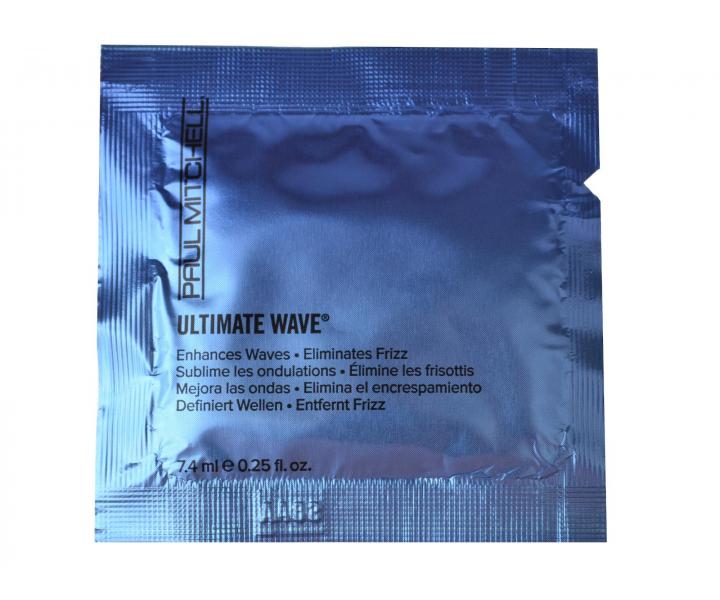 PAUL MITCHELL
ULTIMATE WAVE®
Enhances Waves • Eliminates Frizz
Sublime les ondulations • Élimine les frisottis
Mejora las ondas • Elimina el encrespamiento
Definiert Wellen • Entfernt Frizz
7.4 ml ℮ 0.25 fl. oz.